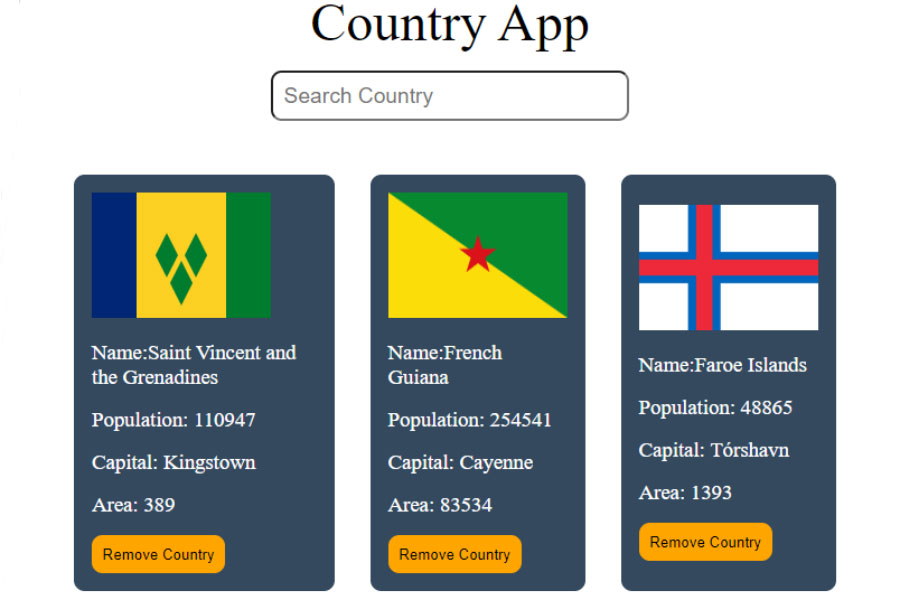 Country App
Search Country
Name:Saint Vincent and
the Grenadines
Population: 110947
Capital: Kingstown
Area: 389
Remove Country
Name:French
Guiana
Population: 254541
Capital: Cayenne
Area: 83534
Remove Country
Name:Faroe Islands
Population: 48865
Capital: Tórshavn
Area: 1393
Remove Country